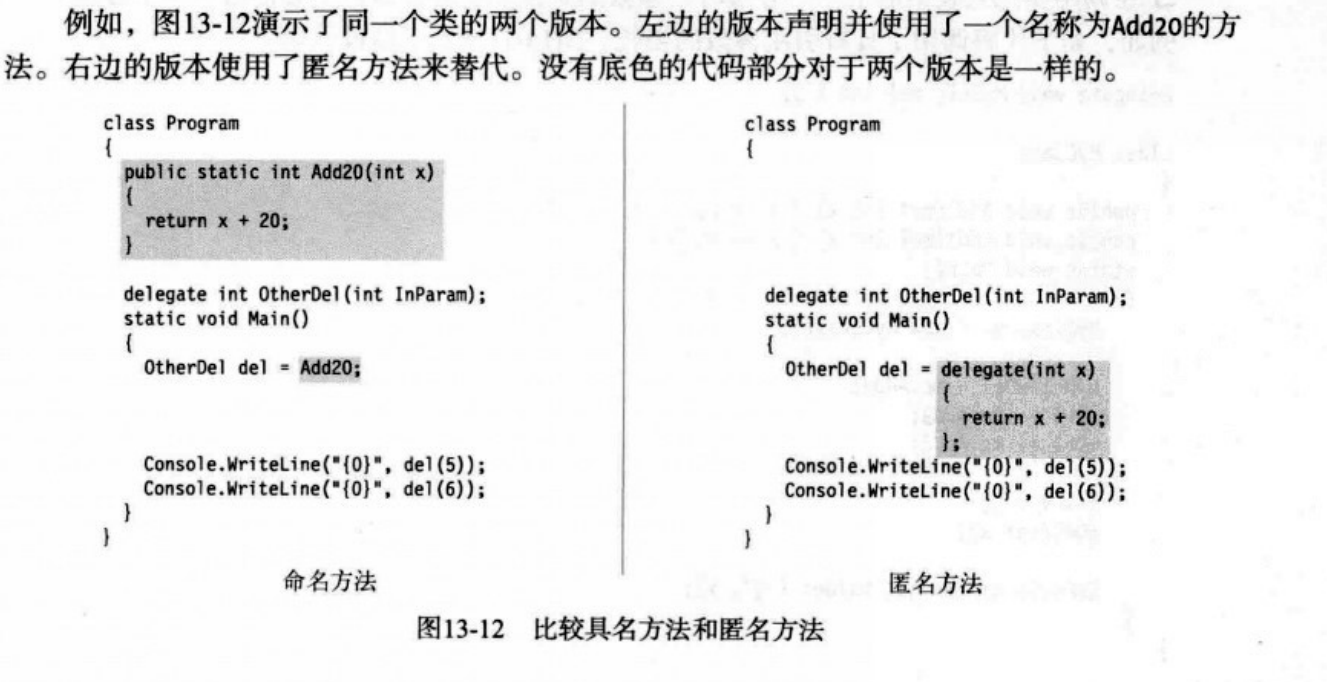 例如，图13-12演示了同一个类的两个版本。左边的版本声明并使用了一个名称为Add20的方
法。右边的版本使用了匿名方法来替代。没有底色的代码部分对于两个版本是一样的。
class Program
{
public static int Add20(int x)
{
return x + 20;
}
delegate int OtherDel(int InParam);
static void Main()
{
OtherDel del = Add20;
Console.WriteLine("{0}", del(5));
Console.WriteLine("{0}", del(6));
}
}
命名方法
class Program
{
delegate int OtherDel(int InParam);
static void Main()
{
OtherDel del = delegate(int x)
{
return x + 20;
};
Console.WriteLine("{0}", del(5));
Console.WriteLine("{0}", del(6));
}
}
匿名方法
图13-12 比较具名方法和匿名方法